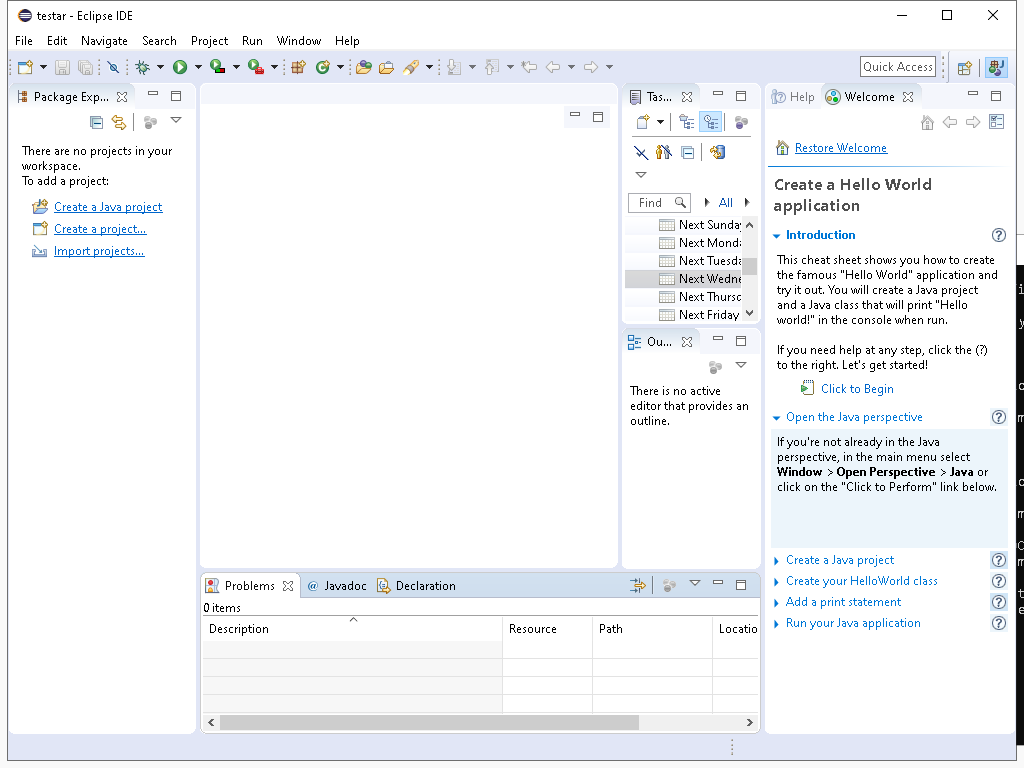 testar - Eclipse IDE
File Edit Navigate Search Project Run Window Help
Quick Access
Package Exp...
There are no projects in your
workspace.
To add a project:
Create a Java project
Create a project...
Import projects...
Tas...
Find
All
Next Sunday
Next Monda
Next Tuesda
Next Wedne
Next Thursd
Next Friday
Ou...
There is no active
editor that provides an
outline.
Help Welcome
Restore Welcome
Create a Hello World
application
Introduction
This cheat sheet shows you how to create
the famous "Hello World" application and
try it out. You will create a Java project
and a Java class that will print "Hello
world!" in the console when run.
If you need help at any step, click the (?)
to the right. Let's get started!
Click to Begin
Open the Java perspective
If you're not already in the Java
perspective, in the main menu select
Window > Open Perspective > Java or
click on the "Click to Perform" link below.
Create a Java project
Create your HelloWorld class
Add a print statement
Run your Java application
Problems @ Javadoc Declaration
0 items
Description Resource Path Locatio